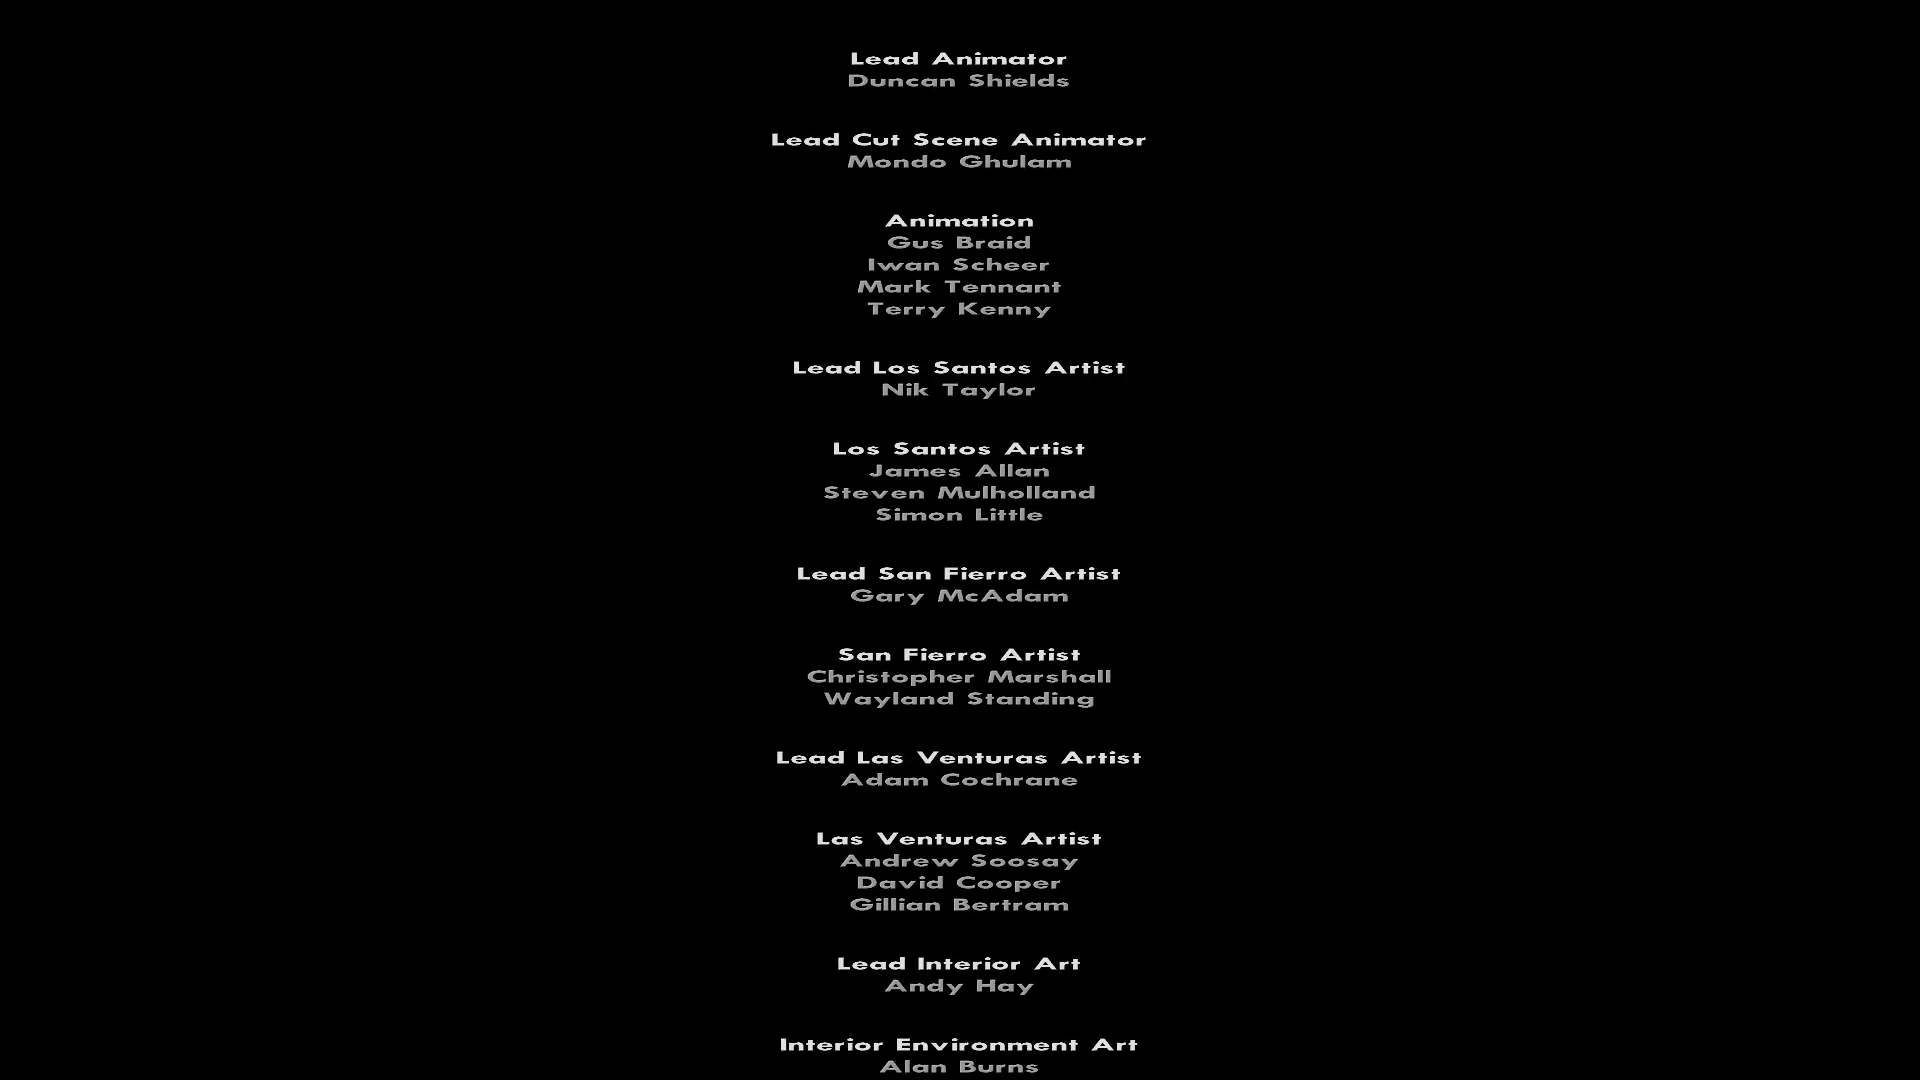 Lead Animator
Duncan Shields
Lead Cut Scene Animator
Mondo Ghulam
Animation
Gus Braid
Iwan Scheer
Mark Tennant
Terry Kenny
Lead Los Santos Artist
Nik Taylor
Los Santos Artist
James Allan
Steven Mulholland
Simon Little
Lead San Fierro Artist
Gary McAdam
San Fierro Artist
Christopher Marshall
Wayland Standing
Lead Las Venturas Artist
Adam Cochrane
Las Venturas Artist
Andrew Soosay
David Cooper
Gillian Bertram
Lead Interior Art
Andy Hay
Interior Environment Art
Alan Burns